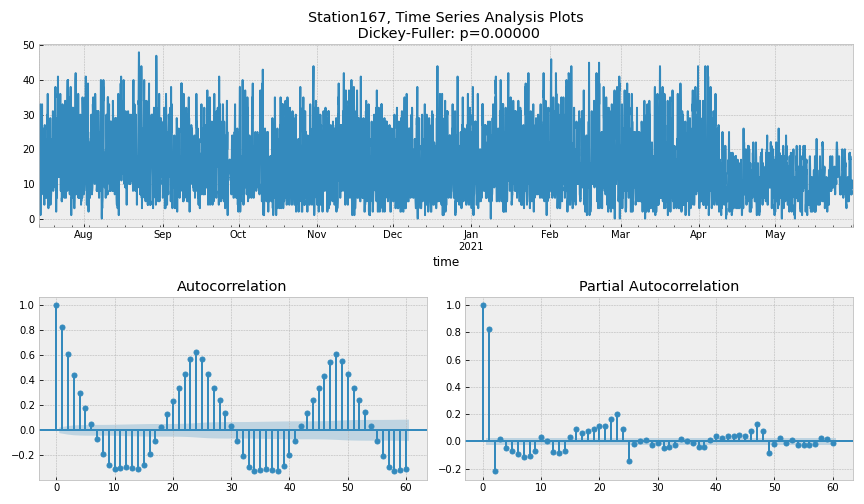 Station167, Time Series Analysis Plots
Dickey-Fuller: p=0.00000
50
40
30
20
10
0
Aug Sep Oct Nov Dec Jan Feb Mar Apr May
2021
time
Autocorrelation
1.0
0.8
0.6
0.4
0.2
0.0
−0.2
0 10 20 30 40 50 60
Partial Autocorrelation
1.0
0.8
0.6
0.4
0.2
0.0
−0.2
0 10 20 30 40 50 60